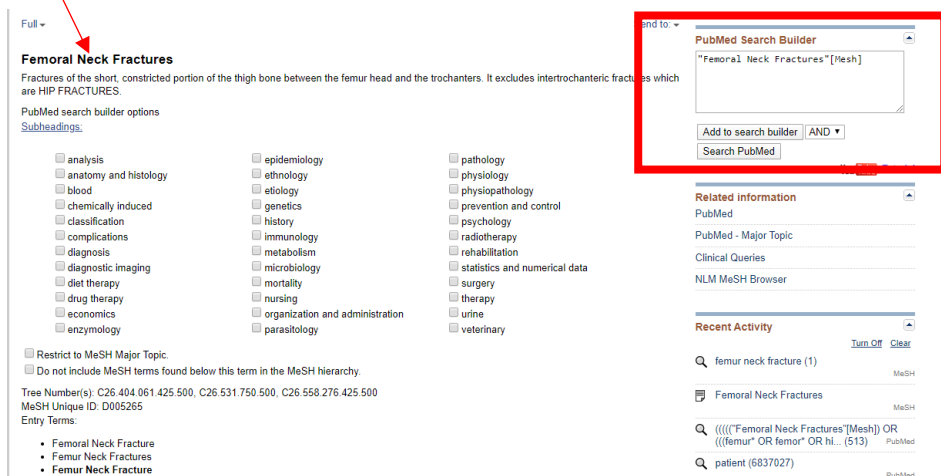 Full
end to:
Femoral Neck Fractures
Fractures of the short, constricted portion of the thigh bone between the femur head and the trochanters. It excludes intertrochanteric fractures which
are HIP FRACTURES.
PubMed search builder options
Subheadings:
analysis
anatomy and histology
blood
chemically induced
classification
complications
diagnosis
diagnostic imaging
diet therapy
drug therapy
economics
enzymology
epidemiology
ethnology
etiology
genetics
history
immunology
metabolism
microbiology
mortality
nursing
organization and administration
parasitology
pathology
physiology
physiopathology
prevention and control
psychology
radiotherapy
rehabilitation
statistics and numerical data
surgery
therapy
urine
veterinary
Restrict to MeSH Major Topic.
Do not include MeSH terms found below this term in the MeSH hierarchy.
Tree Number(s): C26.404.061.425.500, C26.531.750.500, C26.558.276.425.500
MeSH Unique ID: D005265
Entry Terms:
• Femoral Neck Fracture
• Femur Neck Fractures
• Femur Neck Fracture
PubMed Search Builder
"Femoral Neck Fractures"[Mesh]
Add to search builder AND
Search PubMed
Related information
PubMed
PubMed - Major Topic
Clinical Queries
NLM MeSH Browser
Recent Activity
Turn Off Clear
femur neck fracture (1)
MeSH
Femoral Neck Fractures
MeSH
((((("Femoral Neck Fractures"[Mesh]) OR
(((femur* OR femor* OR hi... (513) PubMed
patient (6837027)
PubMed